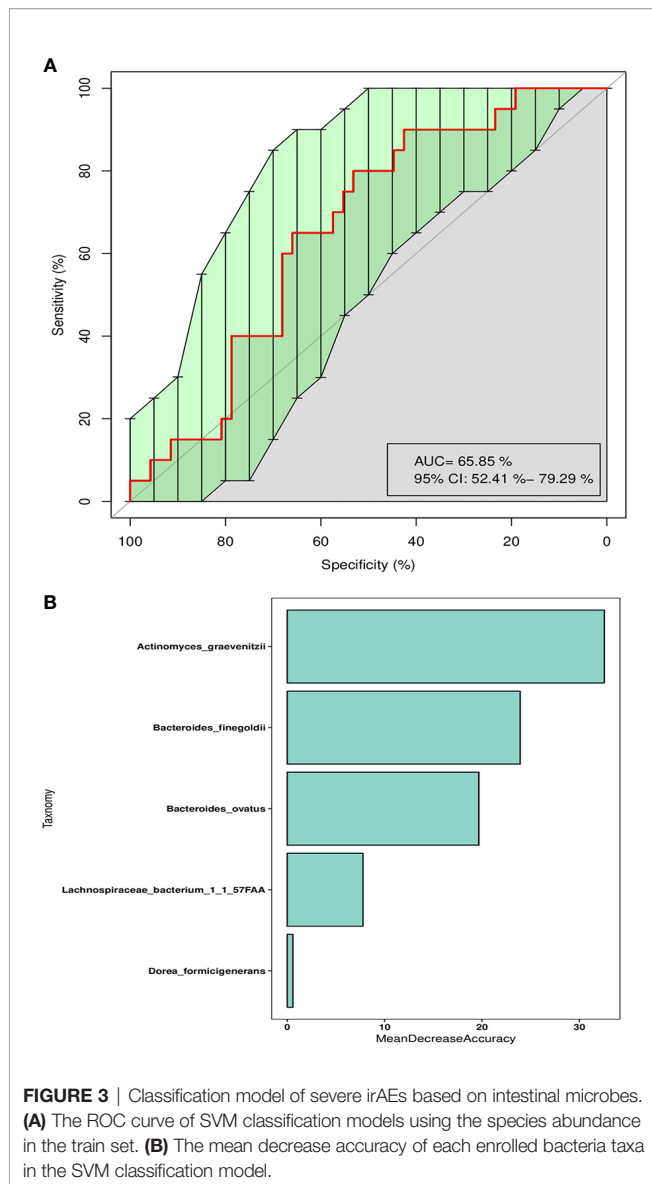 A
Sensitivity (%)
100
80
60
40
20
0
AUC= 65.85 %
95% CI: 52.41 %– 79.29 %
100 80 60 40 20 0
Specificity (%)
B
Taxnomy
Actinomyces_graevenitzii
Bacteroides_finegoldii
Bacteroides_ovatus
Lachnospiraceae_bacterium_1_1_57FAA
Dorea_formicigenerans
0 10 20 30
MeanDecreaseAccuracy
FIGURE 3 | Classification model of severe irAEs based on intestinal microbes.
(A) The ROC curve of SVM classification models using the species abundance
in the train set. (B) The mean decrease accuracy of each enrolled bacteria taxa
in the SVM classification model.